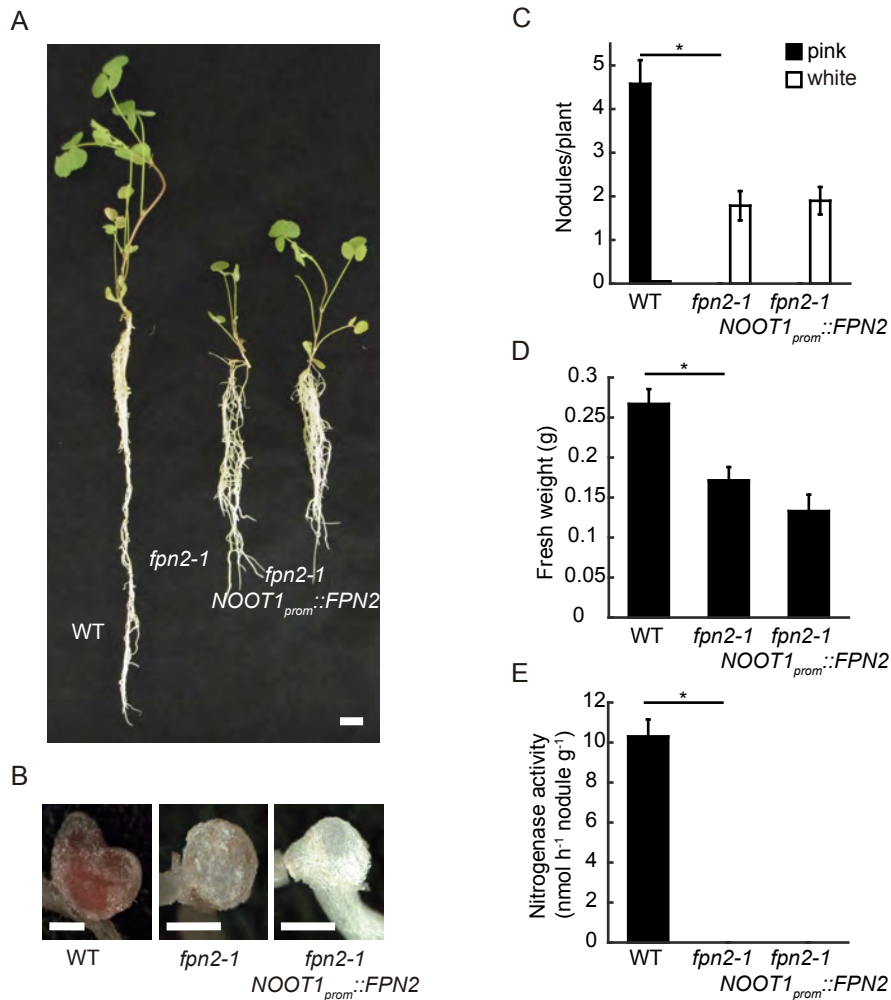 A
fpn2-1
fpn2-1
NOOT1prom::FPN2
WT
B
WT
fpn2-1
fpn2-1
NOOT1prom::FPN2
C
*
pink
white
5
4
3
2
1
0
Nodules/plant
WT
fpn2-1
fpn2-1
NOOT1prom::FPN2
D
*
0.3
0.25
0.2
0.15
0.1
0.05
0
Fresh weight (g)
WT
fpn2-1
fpn2-1
NOOT1prom::FPN2
E
*
12
10
8
6
4
2
0
Nitrogenase activity
(nmol h⁻¹ nodule g⁻¹)
WT
fpn2-1
fpn2-1
NOOT1prom::FPN2